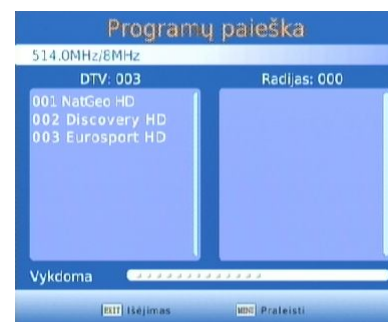 Programų paieška
514.0MHz/8MHz
DTV: 003 Radijas: 000
001 NatGeo HD
002 Discovery HD
003 Eurosport HD
Vykdoma
EXIT Išėjimas MENU Praleisti